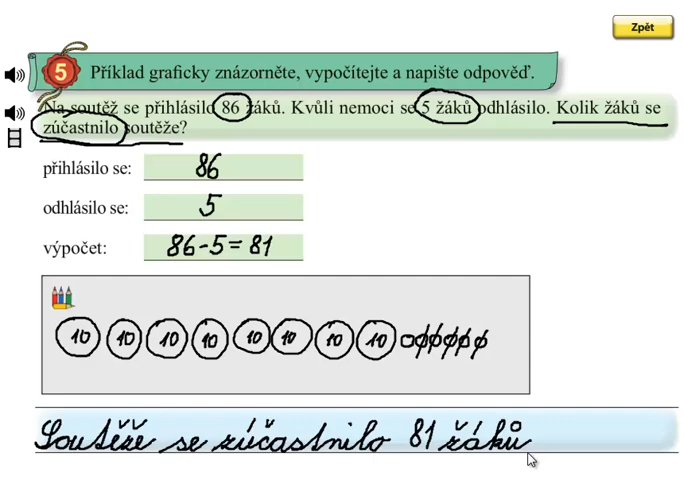 Zpět
5 Příklad graficky znázorněte, vypočítejte a napište odpověď.
Na soutěž se přihlásilo 86 žáků. Kvůli nemoci se 5 žáků odhlásilo. Kolik žáků se
zúčastnilo soutěže?
přihlásilo se: 86
odhlásilo se: 5
výpočet: 86-5=81
10 10 10 10 10 10 10 10
Soutěže se zúčastnilo 81 žáků